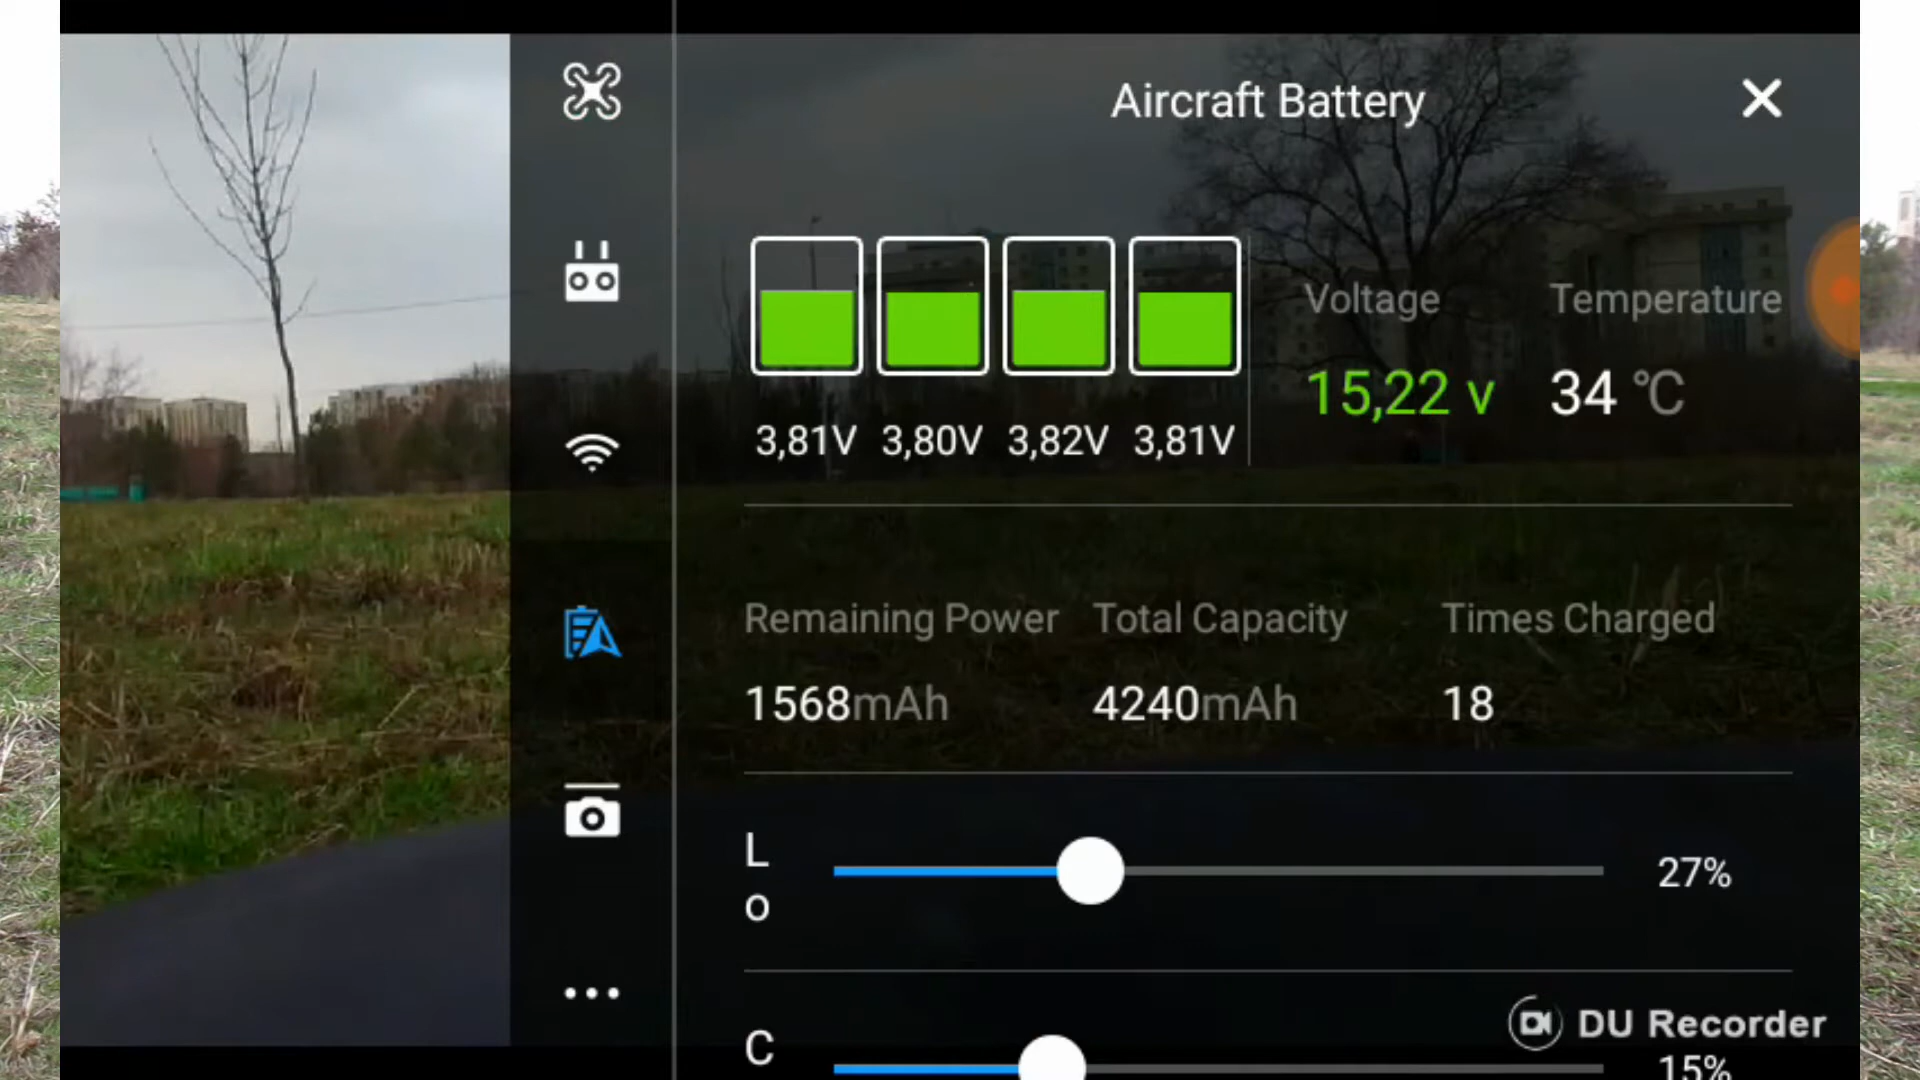 Aircraft Battery
Voltage Temperature
15,22 v 34 °C
3,81V 3,80V 3,82V 3,81V
Remaining Power Total Capacity Times Charged
1568mAh 4240mAh 18
L
o
27%
C
15%
DU Recorder